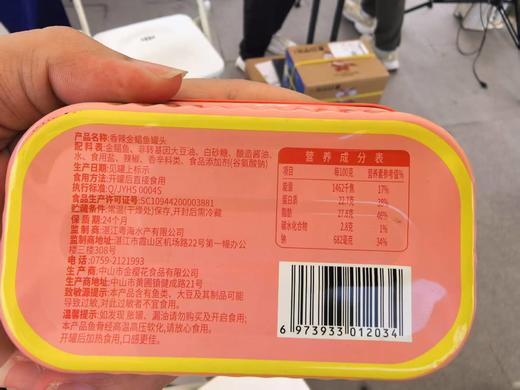 产品名称:香辣金鲳鱼罐头
配 料 表:金鲳鱼、非转基因大豆油、白砂糖、酿造酱油、
水、食用盐、辣椒、香辛料类、食品添加剂(谷氨酸钠)
生产日期:见罐上标示
食用方法:开罐后直接食用
执行标准:Q/JYH5 0004S
食品生产许可证号:SC10944200003881
贮藏条件:常温(干燥处)保存,开封后需冷藏
保 质 期:24个月
监 制 商:湛江粤海水产有限公司
监制商地址:湛江市霞山区机场路22号第一幢办公
楼三楼308号
电 话:0759-2121993
生 产 商:中山市金樱花食品有限公司
生产商地址:中山市黄圃镇健成路21号
致敏源提示:本产品含有鱼类、大豆及其制品可能
导致过敏,对此过敏者不宜食用。
温馨提示:如发现 胀罐、漏油请勿购买及开启食用;
本产品鱼骨经高温高压软化,请放心食用。
开罐后加热食用,口感更佳。
营 养 成 分 表
项目 每100克 营养素参考值%
能量 1462千焦 17%
蛋白质 22.7克
脂肪 27.8克 46%
碳水化合物 2.8克 1%
钠 682毫克 34%
6 973933 012034